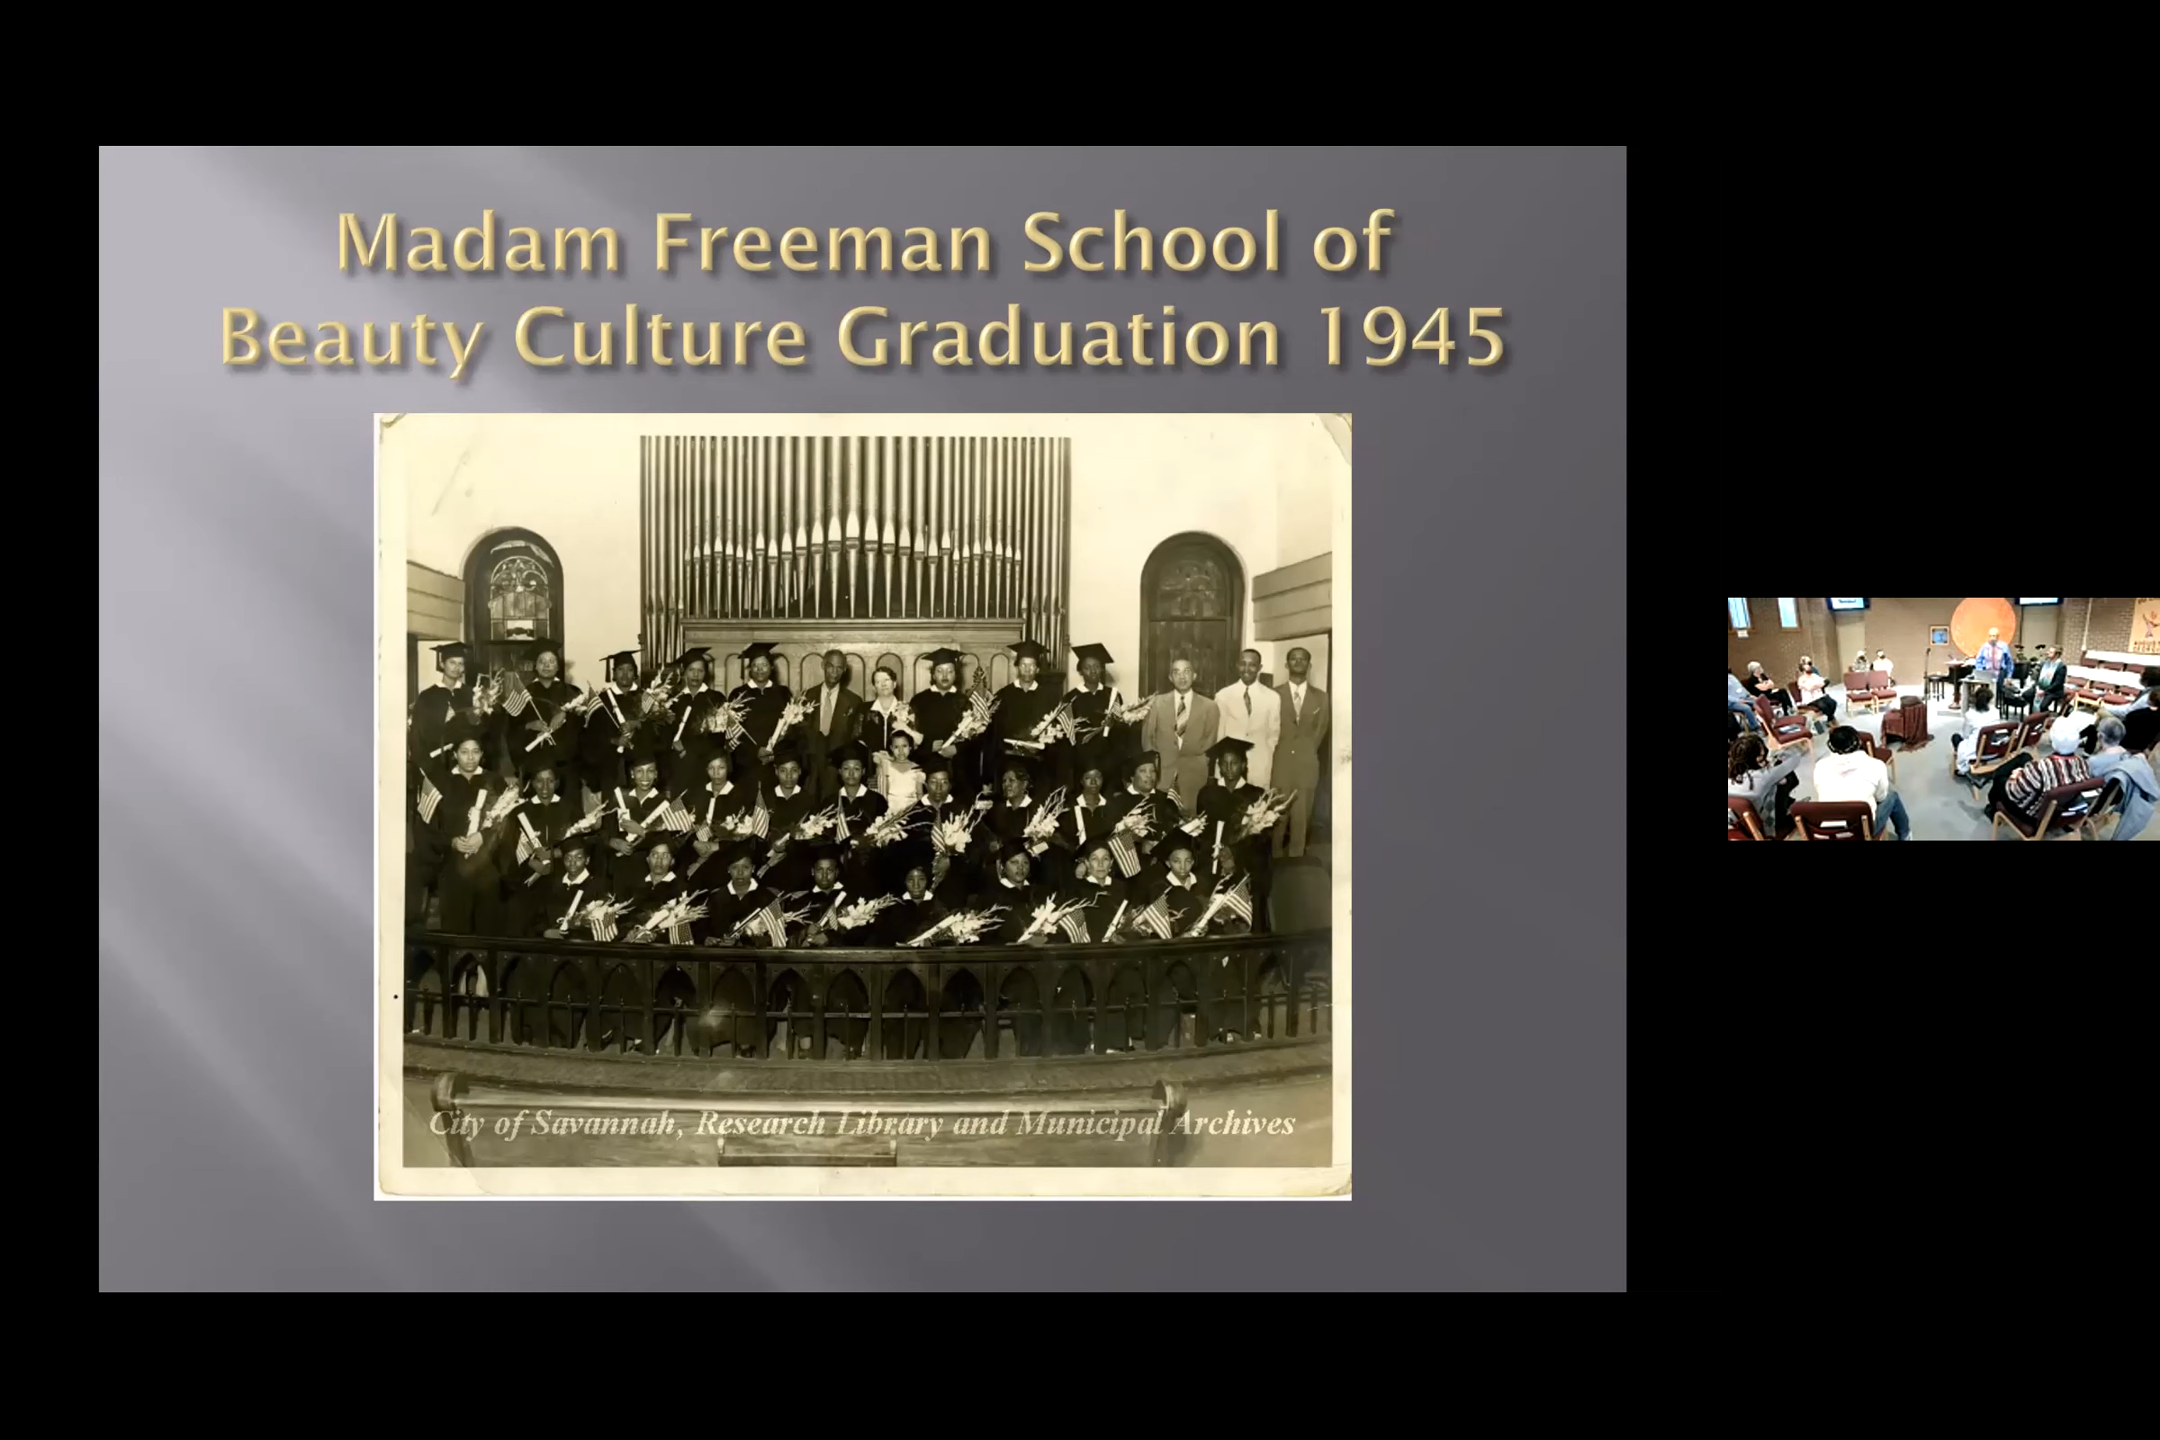 Madam Freeman School of
Beauty Culture Graduation 1945
City of Savannah, Research Library and Municipal Archives